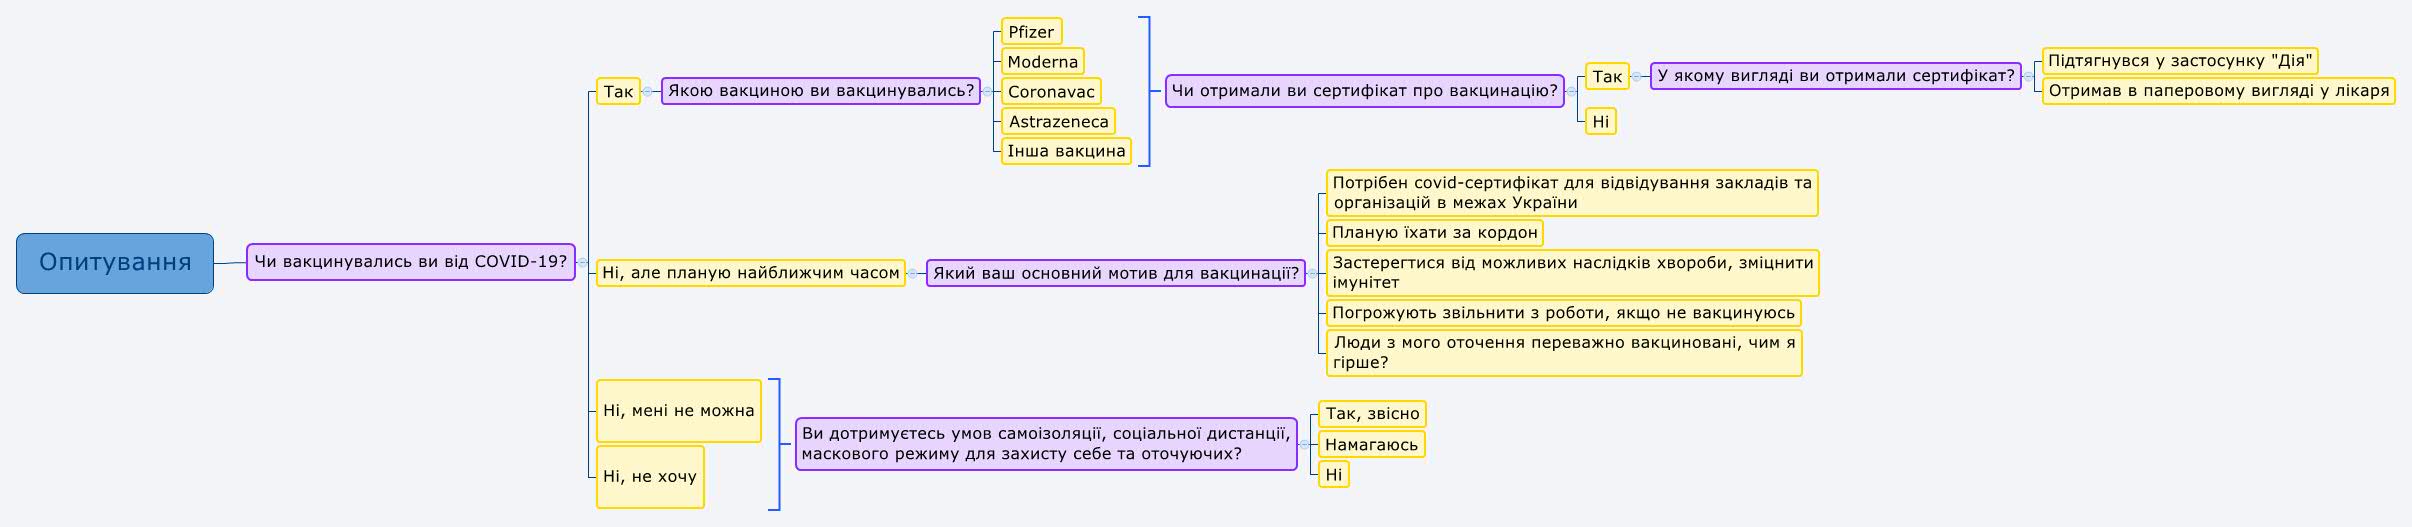 Опитування
Чи вакцинувались ви від COVID-19?
Так
Якою вакциною ви вакцинувались?
Pfizer
Moderna
Coronavac
Astrazeneca
Інша вакцина
Чи отримали ви сертифікат про вакцинацію?
Так
У якому вигляді ви отримали сертифікат?
Підтягнувся у застосунку "Дія"
Отримав в паперовому вигляді у лікаря
Ні
Ні, але планую найближчим часом
Який ваш основний мотив для вакцинації?
Потрібен covid-сертифікат для відвідування закладів та
організацій в межах України
Планую їхати за кордон
Застерегтися від можливих наслідків хвороби, зміцнити
імунітет
Погрожують звільнити з роботи, якщо не вакцинуюсь
Люди з мого оточення переважно вакциновані, чим я
гірше?
Ні, мені не можна
Ні, не хочу
Ви дотримуєтесь умов самоізоляції, соціальної дистанції,
маскового режиму для захисту себе та оточуючих?
Так, звісно
Намагаюсь
Ні